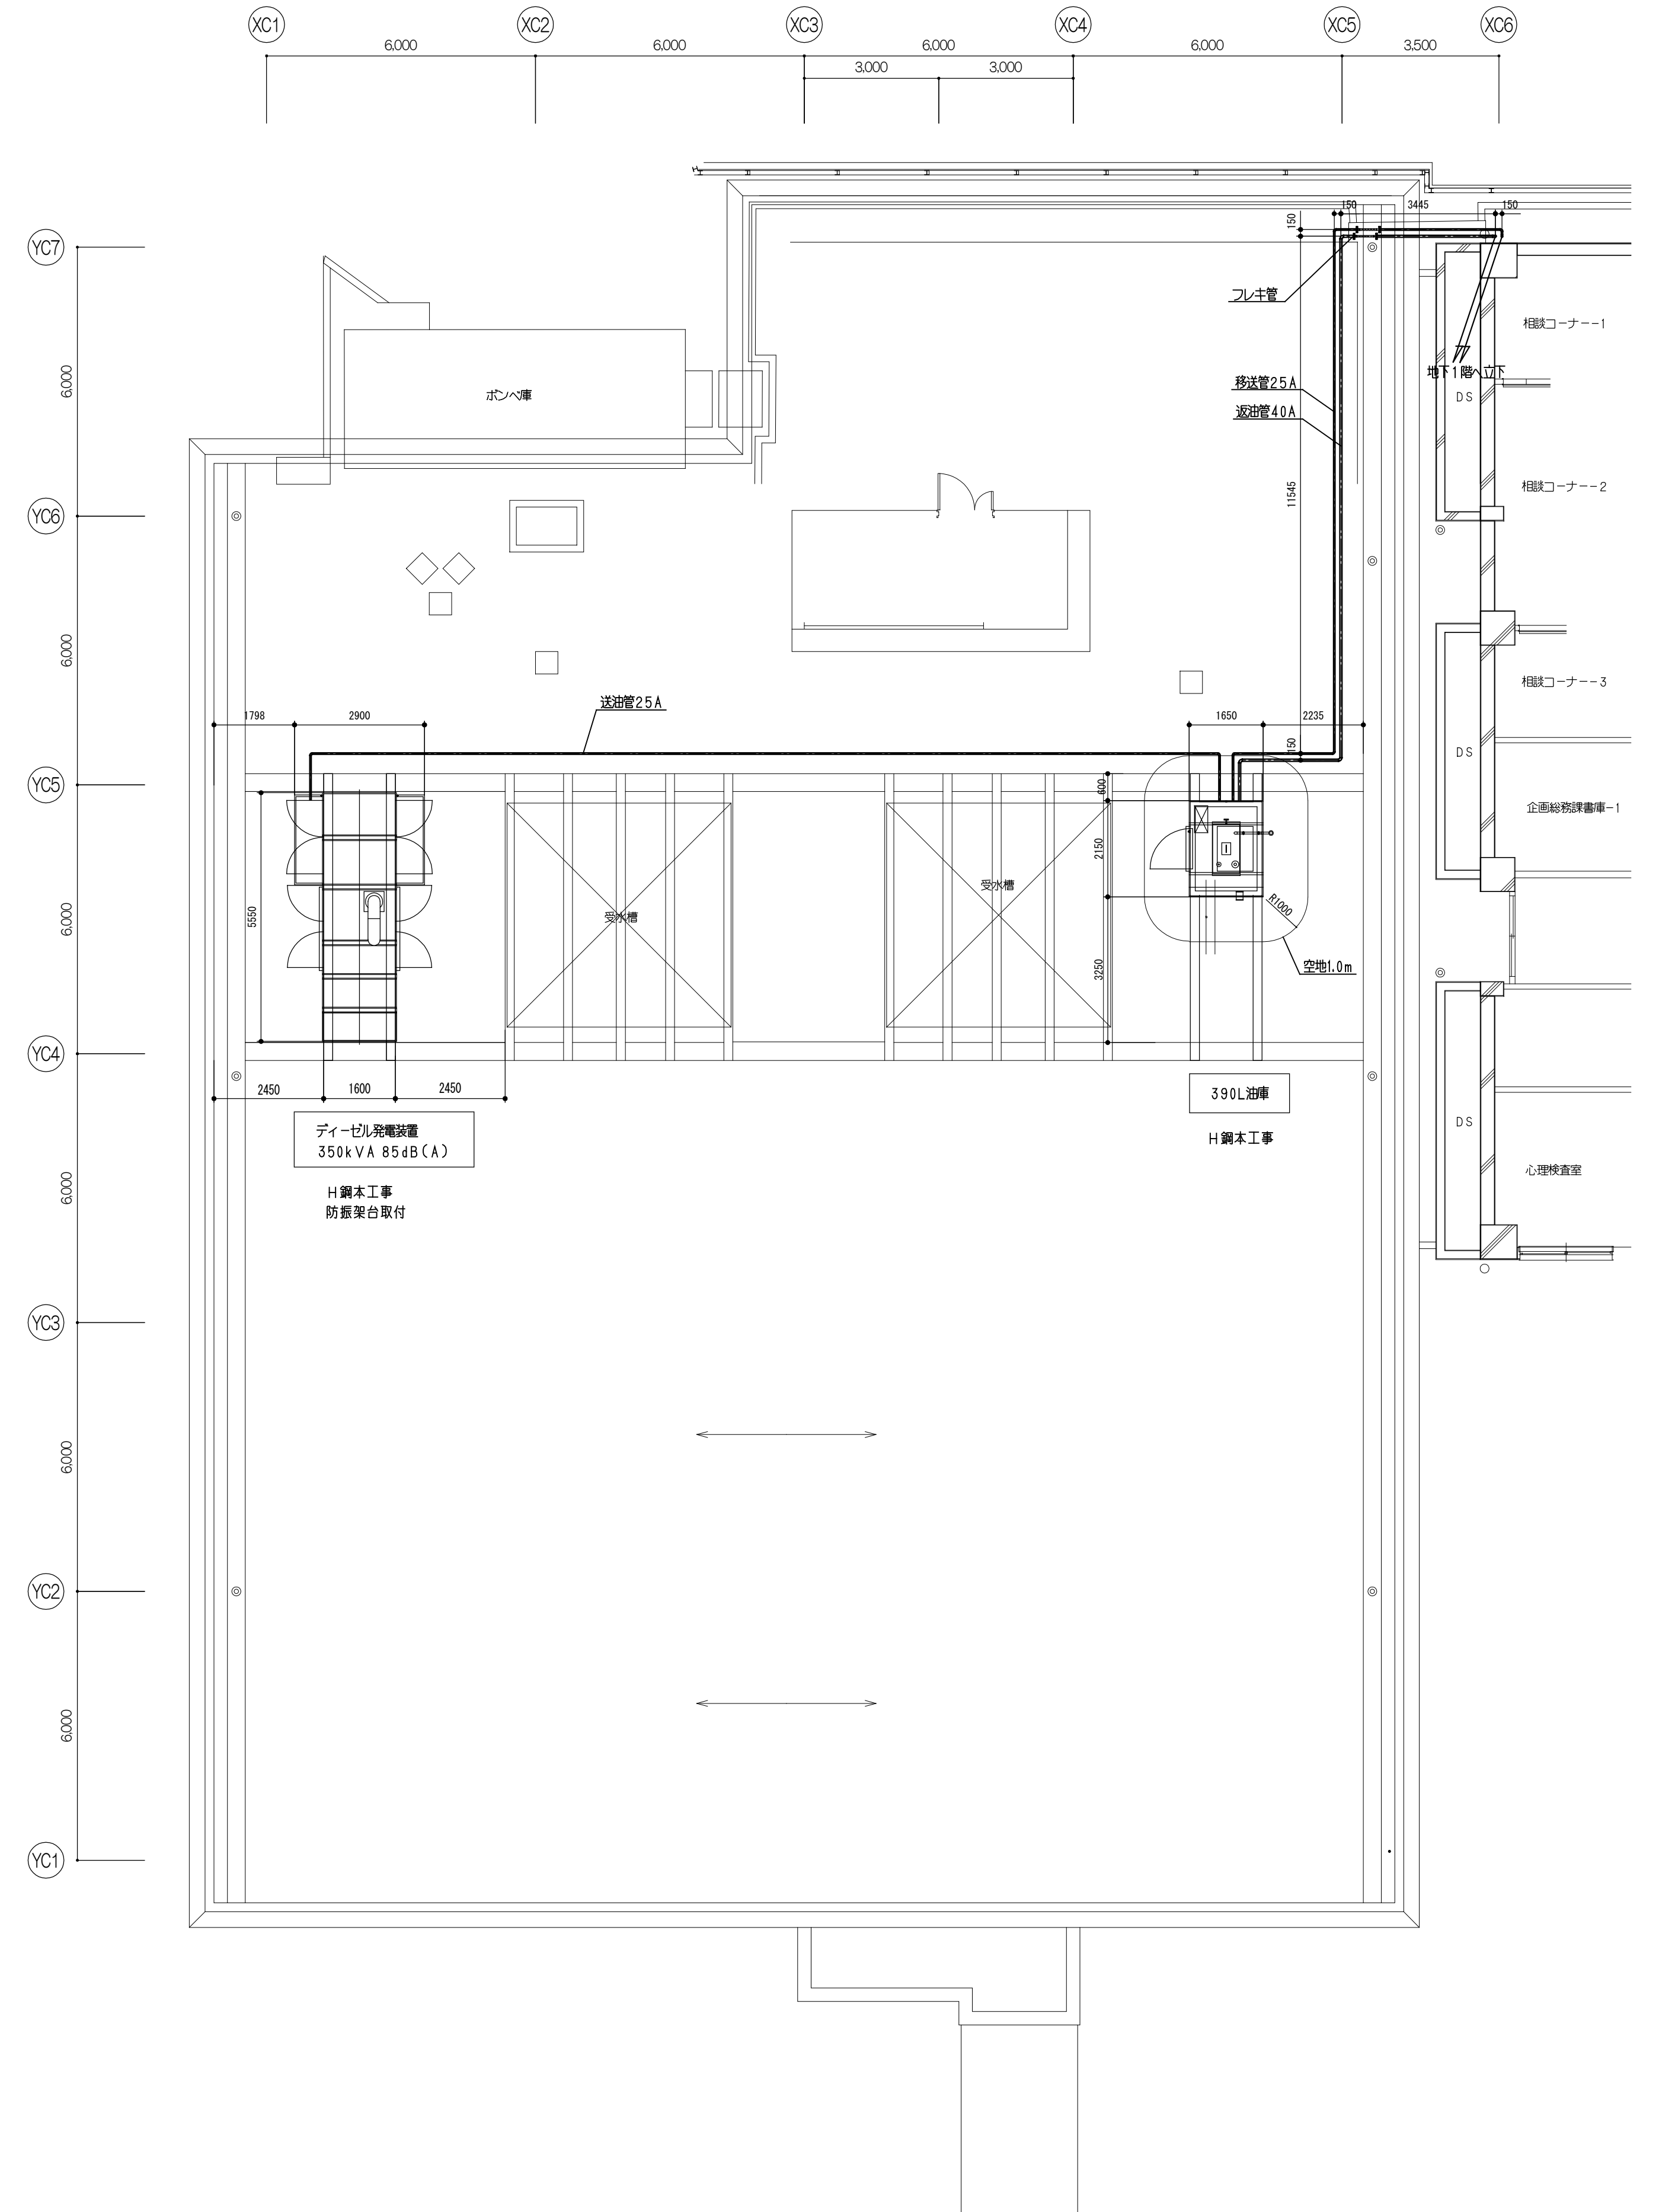 XC1 XC2 XC3 XC4 XC5 XC6
6,000 6,000 6,000 6,000 3,500
3,000 3,000
150 3445 150
YC7
150
フレキ管
相談コーナー-1
地下1階へ立下
6,000
移送管25A
ボンベ庫
DS
返油管40A
相談コーナー-2
11545
YC6
6,000
相談コーナー-3
送油管25A
1798 2900
1650 2235
150
DS
YC5
600
企画総務課書庫-1
2150
受水槽
R1000
5550
受水槽
6,000
空地1.0m
3250
YC4
2450 1600 2450
390L油庫
ディーゼル発電装置
350kVA 85dB(A)
H鋼本工事
DS
心理検査室
H鋼本工事
防振架台取付
6,000
YC3
6,000
YC2
6,000
YC1